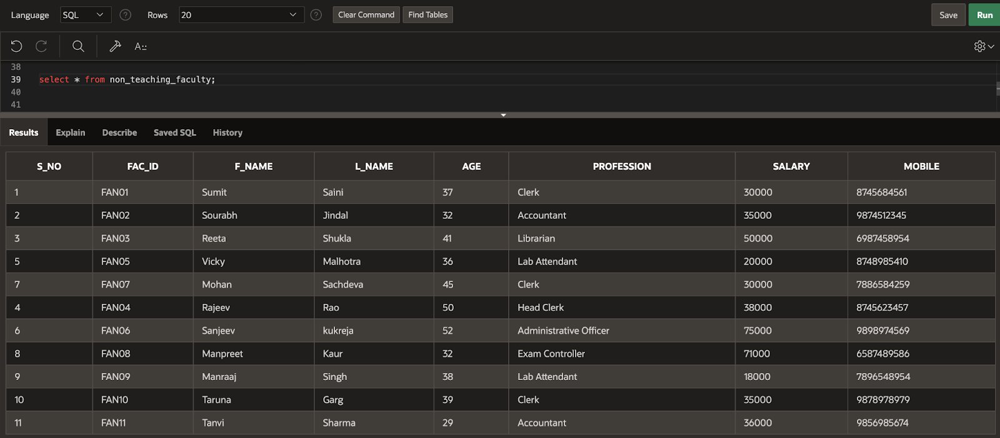 Language SQL ? Rows 20 ? Clear Command Find Tables Save Run
A::
38
39 select * from non_teaching_faculty;
40
41
Results Explain Describe Saved SQL History
S_NO FAC_ID F_NAME L_NAME AGE PROFESSION SALARY MOBILE
1 FAN01 Sumit Saini 37 Clerk 30000 8745684561
2 FAN02 Sourabh Jindal 32 Accountant 35000 9874512345
3 FAN03 Reeta Shukla 41 Librarian 50000 6987458954
5 FAN05 Vicky Malhotra 36 Lab Attendant 20000 8748985410
7 FAN07 Mohan Sachdeva 45 Clerk 30000 7886584259
4 FAN04 Rajeev Rao 50 Head Clerk 38000 8745623457
6 FAN06 Sanjeev kukreja 52 Administrative Officer 75000 9898974569
8 FAN08 Manpreet Kaur 32 Exam Controller 71000 6587489586
9 FAN09 Manraaj Singh 38 Lab Attendant 18000 7896548954
10 FAN10 Taruna Garg 39 Clerk 35000 9878978979
11 FAN11 Tanvi Sharma 29 Accountant 36000 9856985674